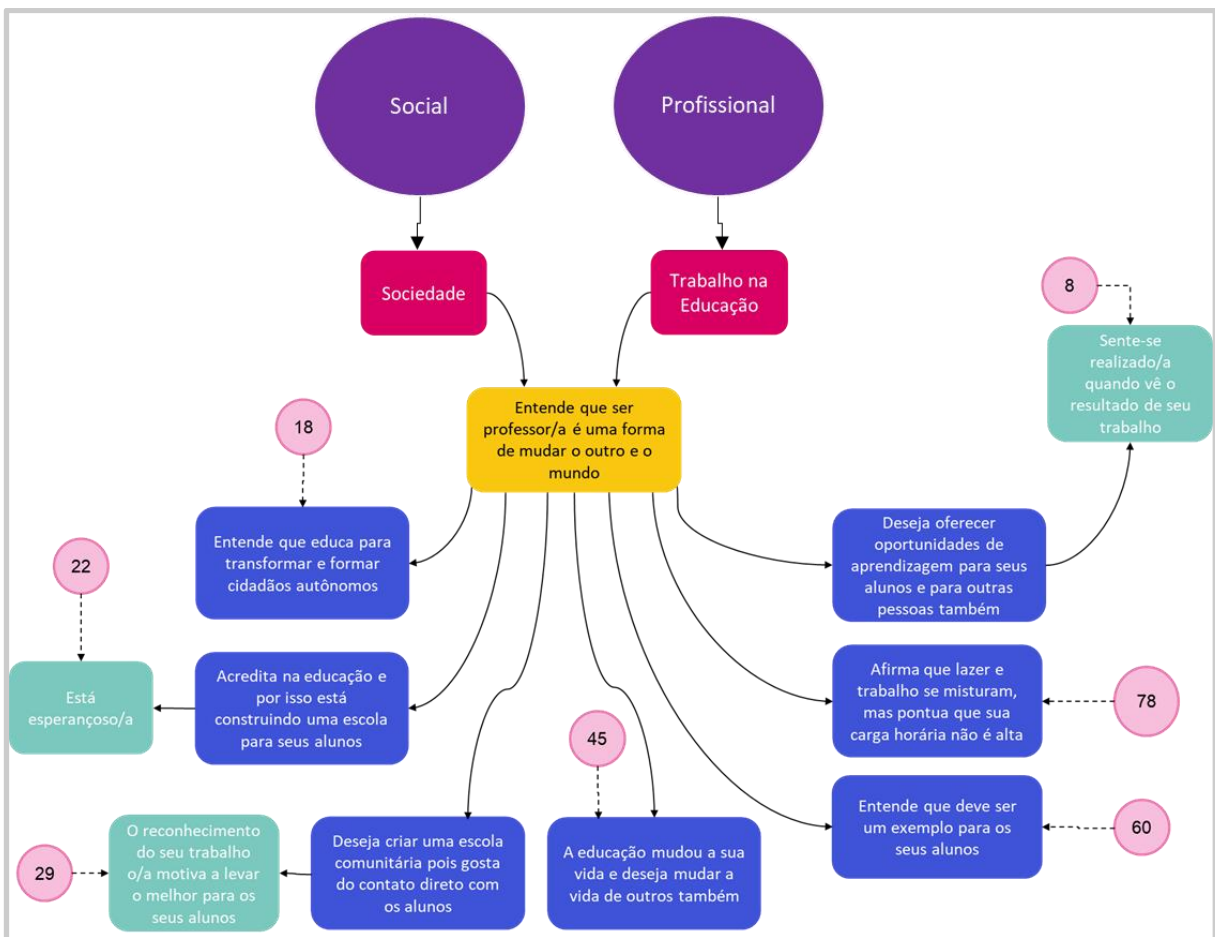 Social
Profissional
Sociedade
Trabalho na
Educação
8
Sente-se
realizado/a
quando vê o
resultado de seu
trabalho
Entende que ser
professor/a é uma forma
de mudar o outro e o
mundo
18
Entende que educa para
transformar e formar
cidadãos autônomos
Deseja oferecer
oportunidades de
aprendizagem para seus
alunos e para outras
pessoas também
22
Está
esperançoso/a
Acredita na educação e
por isso está
construindo uma escola
para seus alunos
Afirma que lazer e
trabalho se misturam,
mas pontua que sua
carga horária não é alta
78
45
29
O reconhecimento
do seu trabalho
o/a motiva a levar
o melhor para os
seus alunos
Deseja criar uma escola
comunitária pois gosta
do contato direto com
os alunos
A educação mudou a sua
vida e deseja mudar a
vida de outros também
Entende que deve ser
um exemplo para os
seus alunos
60